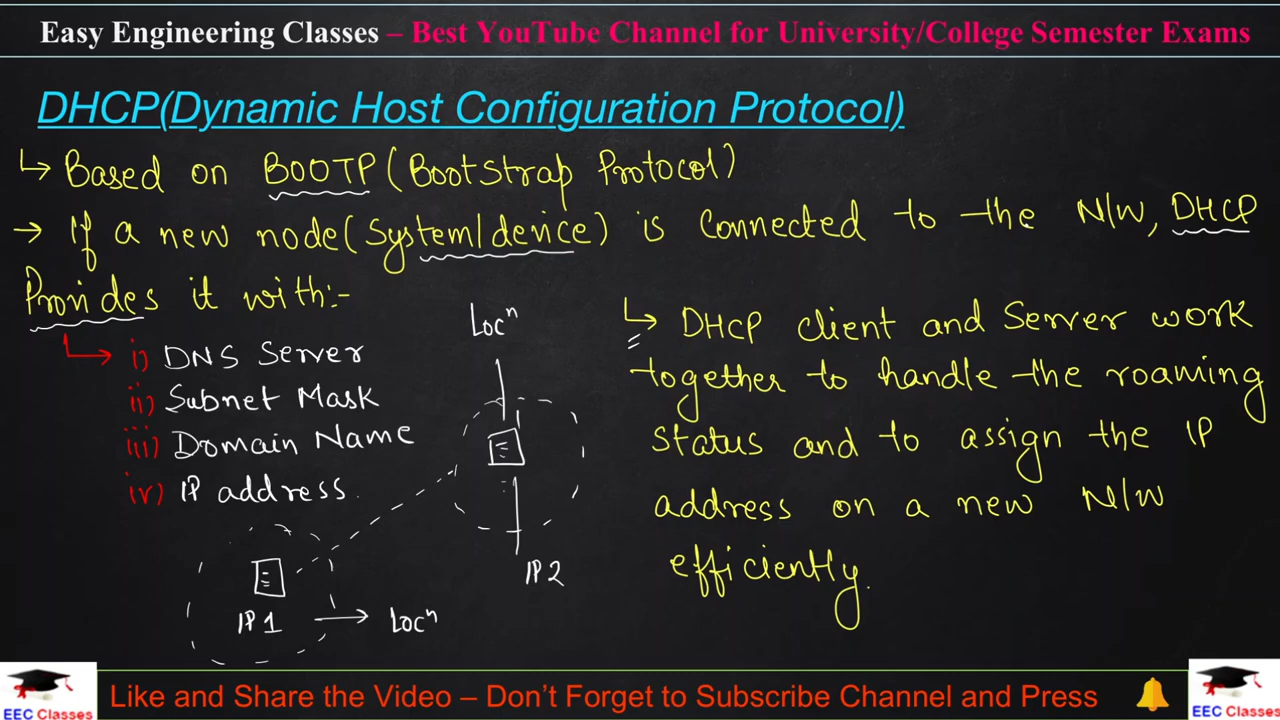 Easy Engineering Classes – Best YouTube Channel for University/College Semester Exams
DHCP(Dynamic Host Configuration Protocol)
↳ Based on BOOTP (Bootstrap Protocol)
→ If a new node(System/device) is connected to the N/W, DHCP
Provides it with:-
i) DNS Server
ii) Subnet Mask
iii) Domain Name
iv) IP address.
Locⁿ
IP2
IP1
Locⁿ
↳ DHCP client and Server work
together to handle the roaming
status and to assign the IP
address on a new N/W
efficiently.
EEC Classes
Like and Share the Video – Don't Forget to Subscribe Channel and Press
EEC Classes